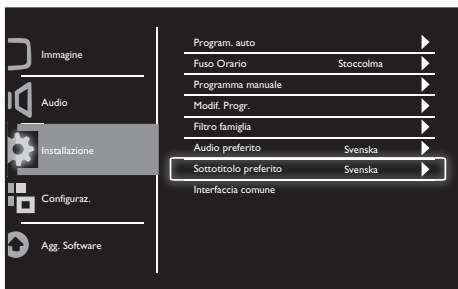 Immagine
Audio
Installazione
Configuraz.
Agg. Software
Programm. auto
Fuso Orario Stoccolma
Programma manuale
Modif. Progr.
Filtro famiglia
Audio preferito Svenska
Sottotitolo preferito Svenska
Interfaccia comune